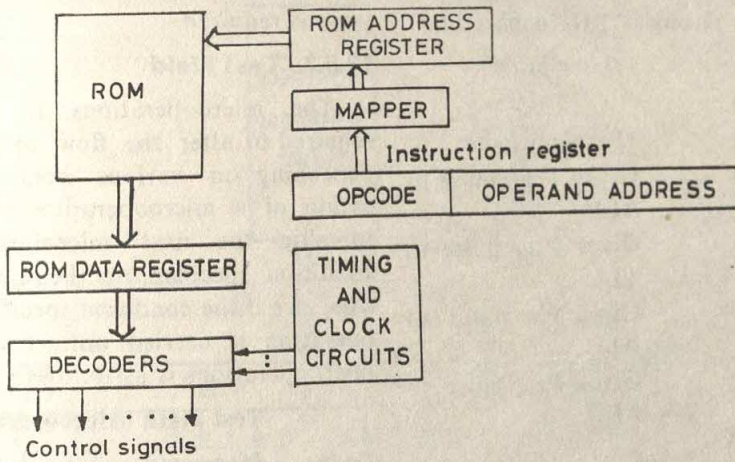 ROM
ROM ADDRESS
REGISTER
MAPPER
Instruction register
OPCODE
OPERAND ADDRESS
ROM DATA REGISTER
TIMING
AND
CLOCK
CIRCUITS
DECODERS
Control signals